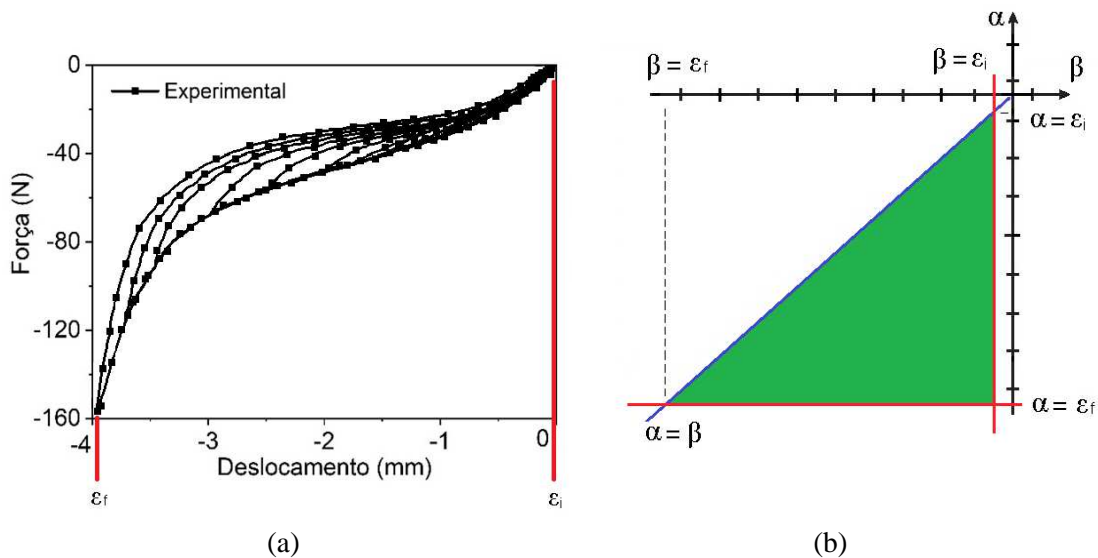 0
-40
-80
-120
-160
Força (N)
Experimental
-4
-3
-2
-1
0
Deslocamento (mm)
εf
εi
(a)
α
β = εf
β = εi
β
α = εi
α = εf
α = β
(b)